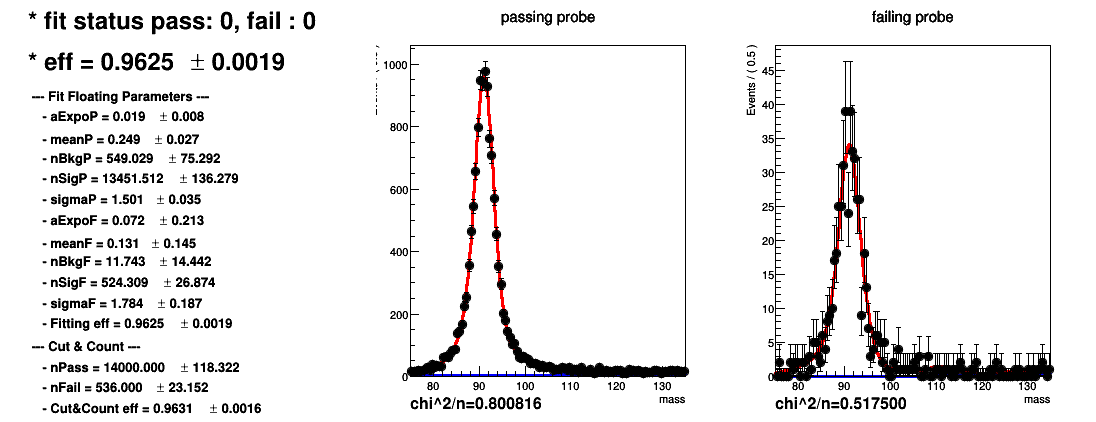 * fit status pass: 0, fail : 0
* eff = 0.9625 ± 0.0019
--- Fit Floating Parameters ---
- aExpoP = 0.019 ± 0.008
- meanP = 0.249 ± 0.027
- nBkgP = 549.029 ± 75.292
- nSigP = 13451.512 ± 136.279
- sigmaP = 1.501 ± 0.035
- aExpoF = 0.072 ± 0.213
- meanF = 0.131 ± 0.145
- nBkgF = 11.743 ± 14.442
- nSigF = 524.309 ± 26.874
- sigmaF = 1.784 ± 0.187
- Fitting eff = 0.9625 ± 0.0019
--- Cut & Count ---
- nPass = 14000.000 ± 118.322
- nFail = 536.000 ± 23.152
- Cut&Count eff = 0.9631 ± 0.0016
passing probe
1000
800
600
400
200
0
80 90 100 110 120 130
mass
chi^2/n=0.800816
failing probe
Events / ( 0.5 )
45
40
35
30
25
20
15
10
5
0
80 90 100 110 120 130
mass
chi^2/n=0.517500